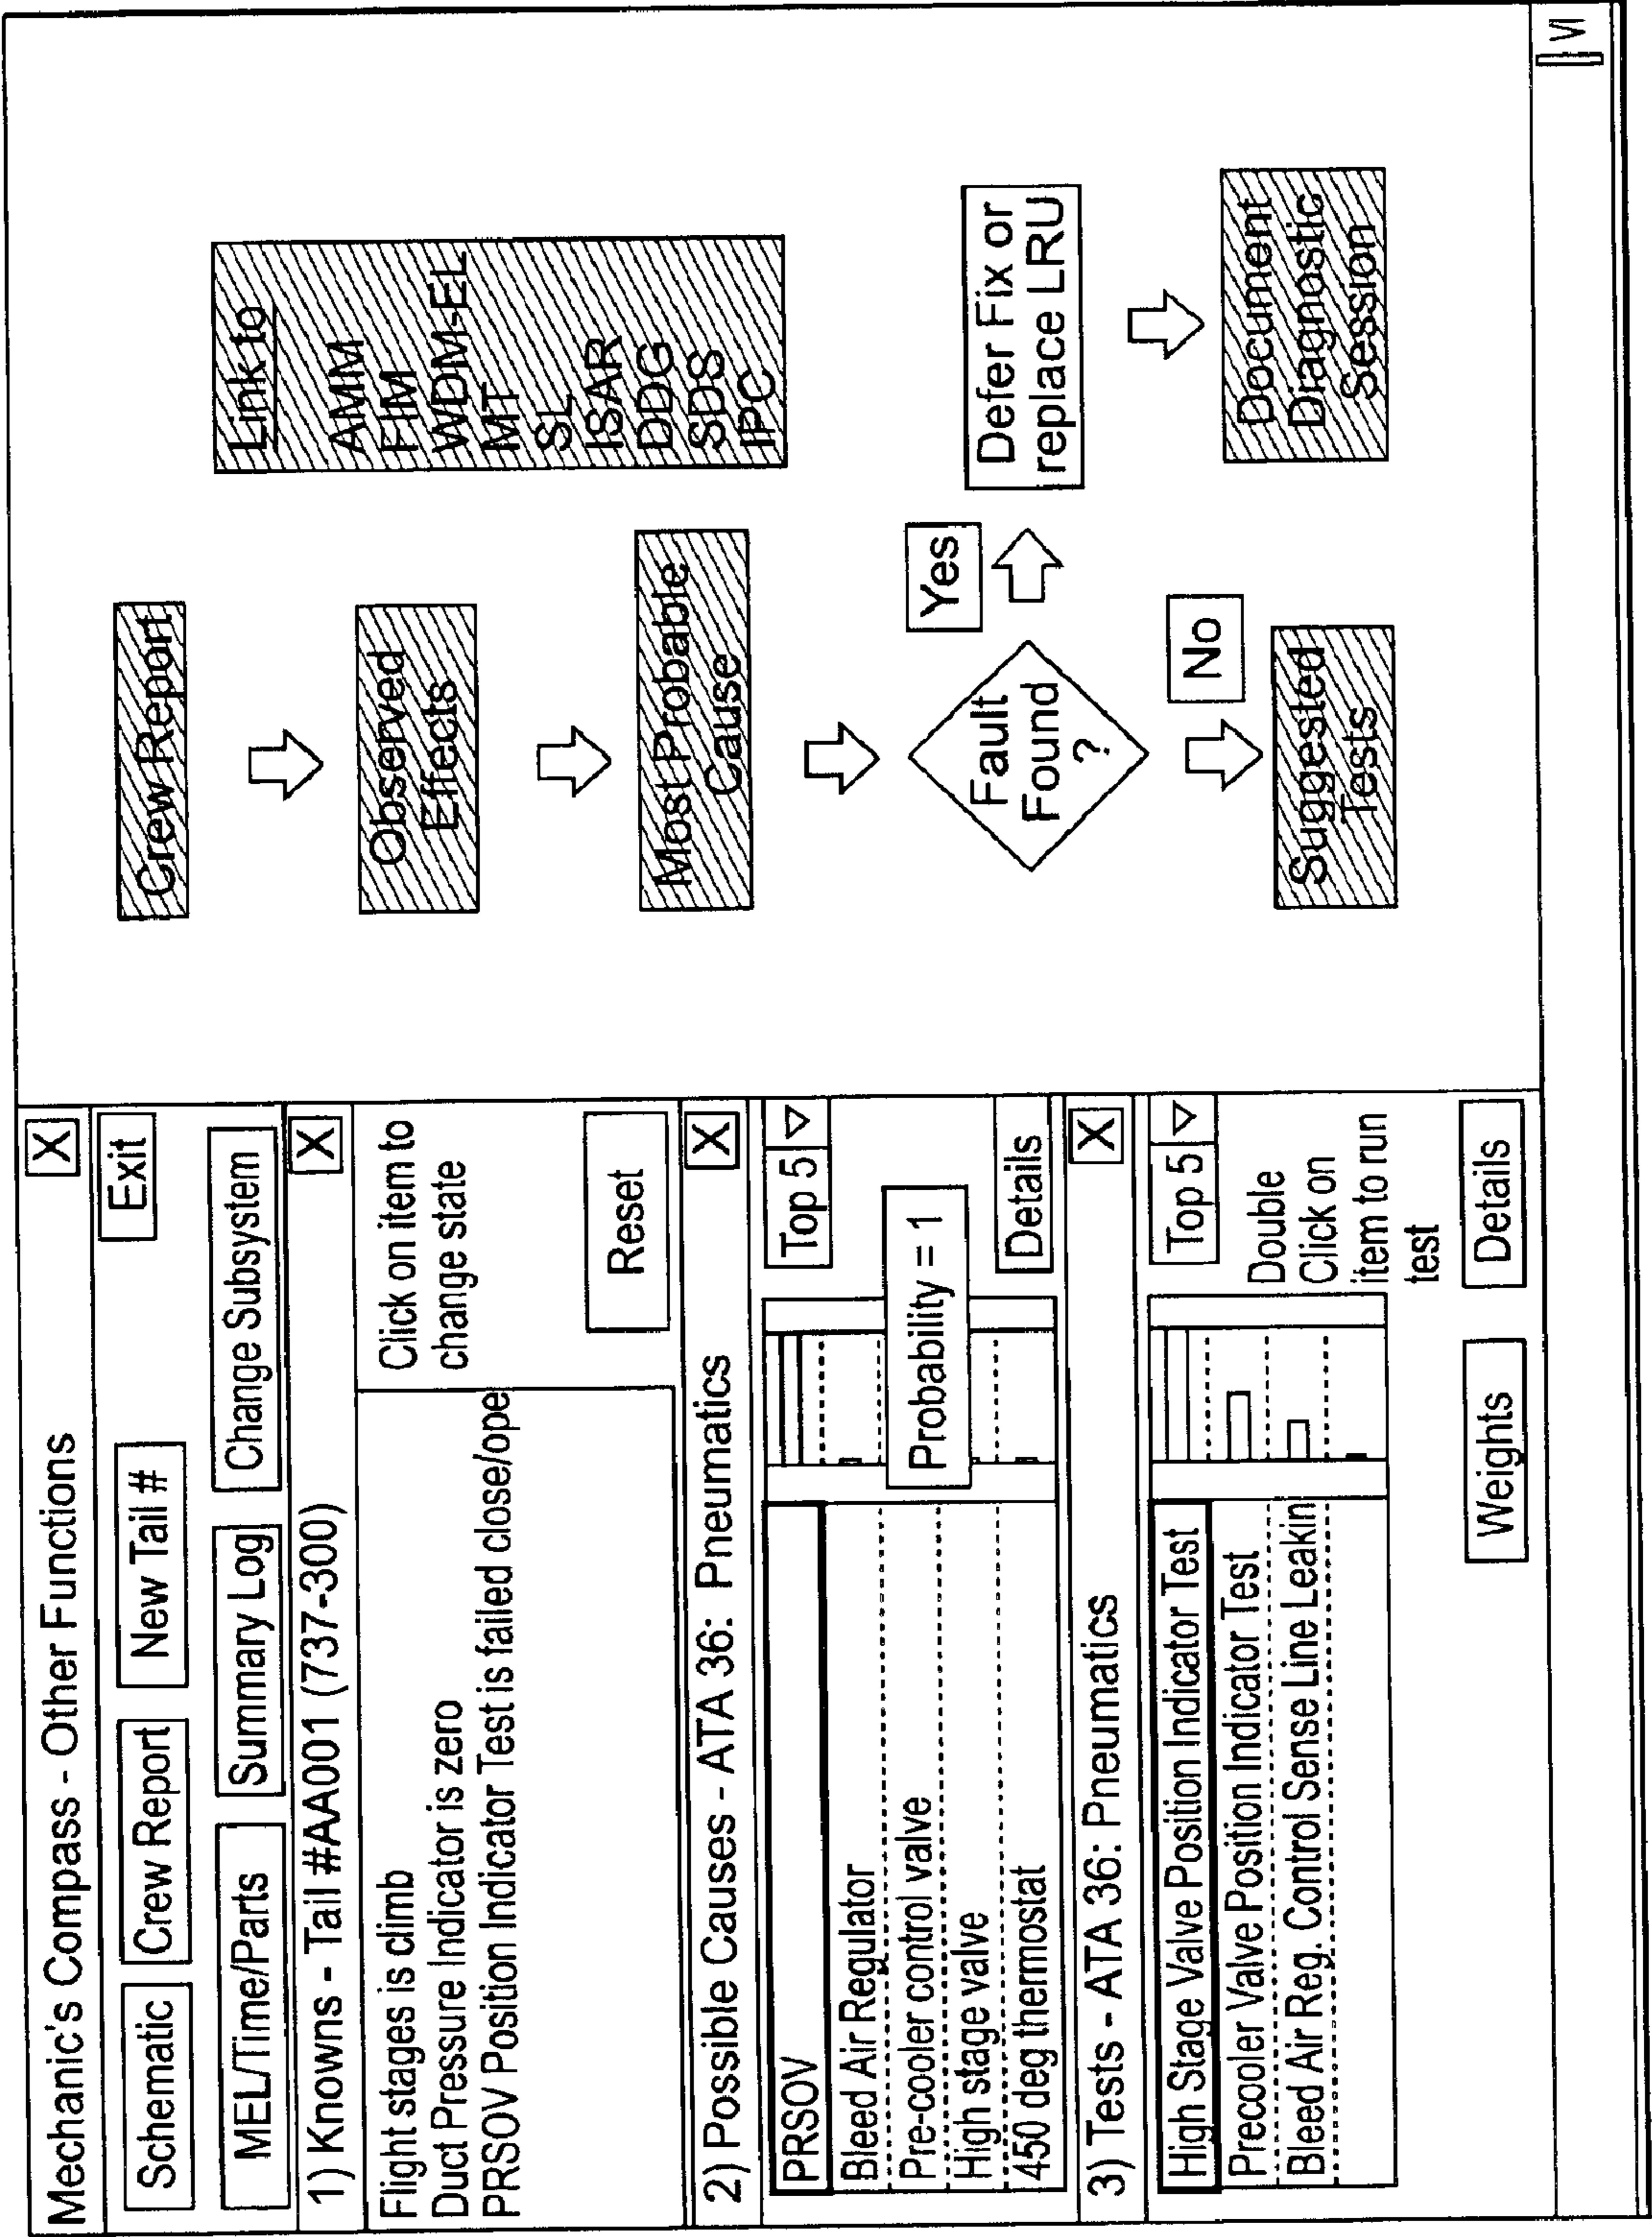 Mechanic's Compass - Other Functions
X
Schematic
Crew Report
New Tail #
Exit
MEL/Time/Parts
Summary Log
Change Subsystem
1) Knowns - Tail #AA001 (737-300)
X
Flight stages is climb
Duct Pressure Indicator is zero
PRSOV Position Indicator Test is failed close/ope
Click on item to
change state
Reset
2) Possible Causes - ATA 36: Pneumatics
X
PRSOV
Bleed Air Regulator
Pre-cooler control valve
High stage valve
450 deg thermostat
Top 5
Probability = 1
Details
3) Tests - ATA 36: Pneumatics
X
High Stage Valve Position Indicator Test
Precooler Valve Position Indicator Test
Bleed Air Reg. Control Sense Line Leakin
Top 5
Double
Click on
item to run
test
Weights
Details
Crew Report
Observed
Effects
Most Probable
Cause
Fault
Found
?
Yes
No
Suggested
Tests
Link to
AMM
FIM
WDM-EL
MT
SL
ISAR
DDG
SDS
IPC
Defer Fix or
replace LRU
Document
Diagnostic
Session